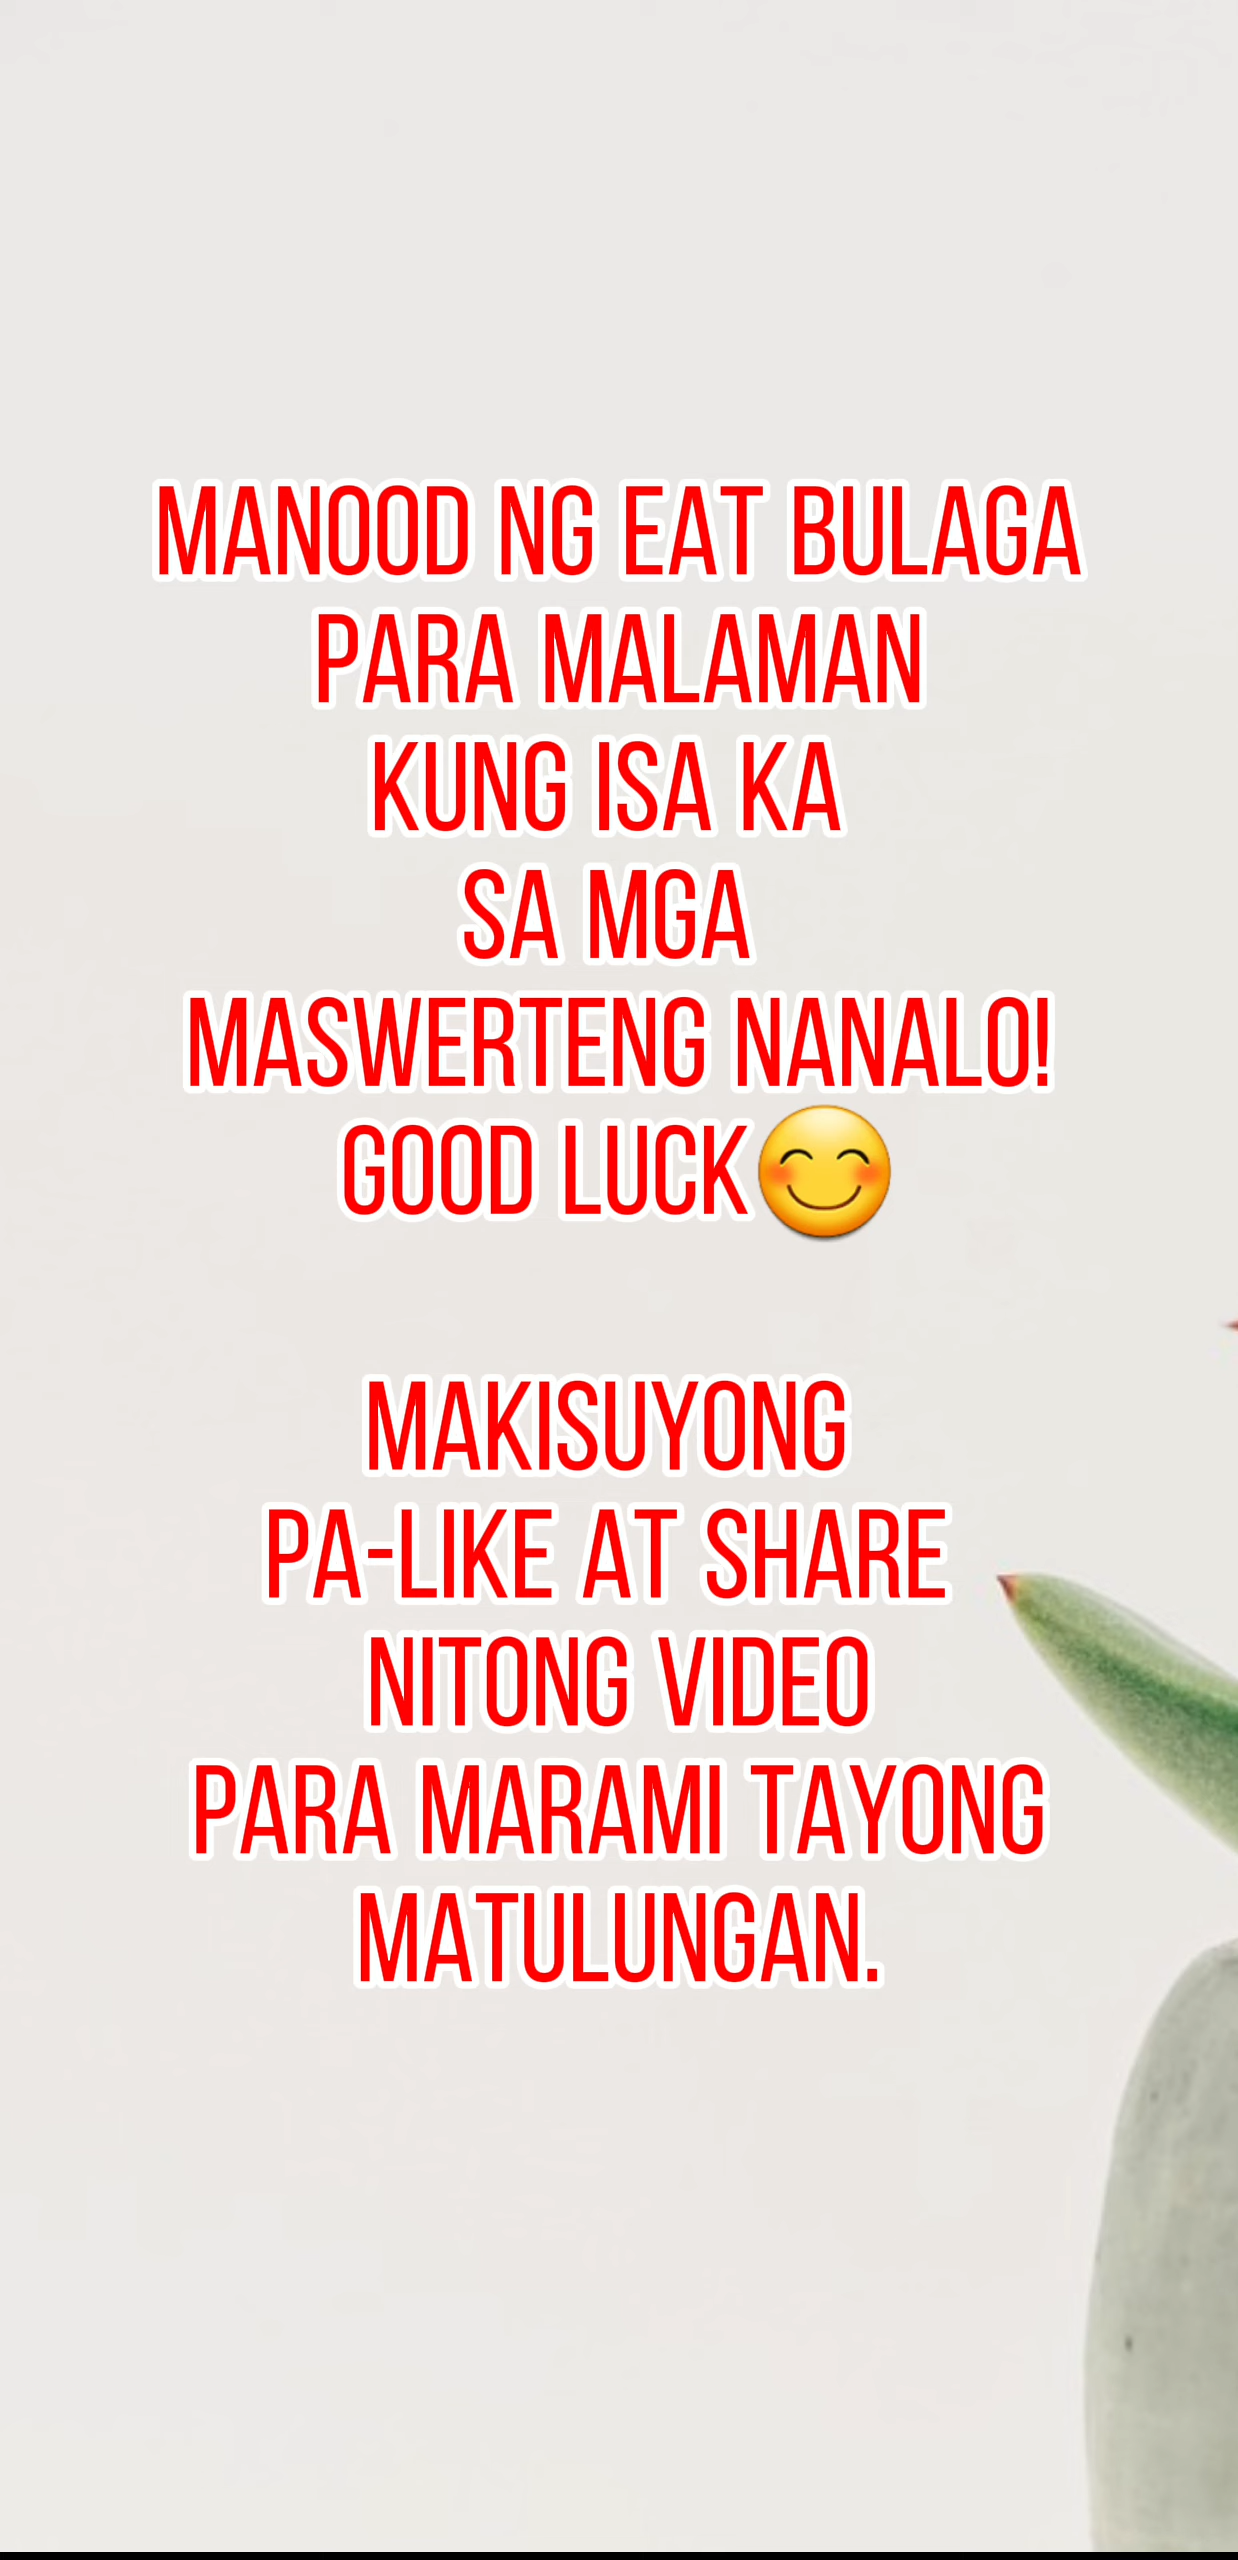 MANOOD NG EAT BULAGA
PARA MALAMAN
KUNG ISA KA
SA MGA
MASWERTENG NANALO!
GOOD LUCK😊
MAKISUYONG
PA-LIKE AT SHARE
NITONG VIDEO
PARA MARAMI TAYONG
MATULUNGAN.